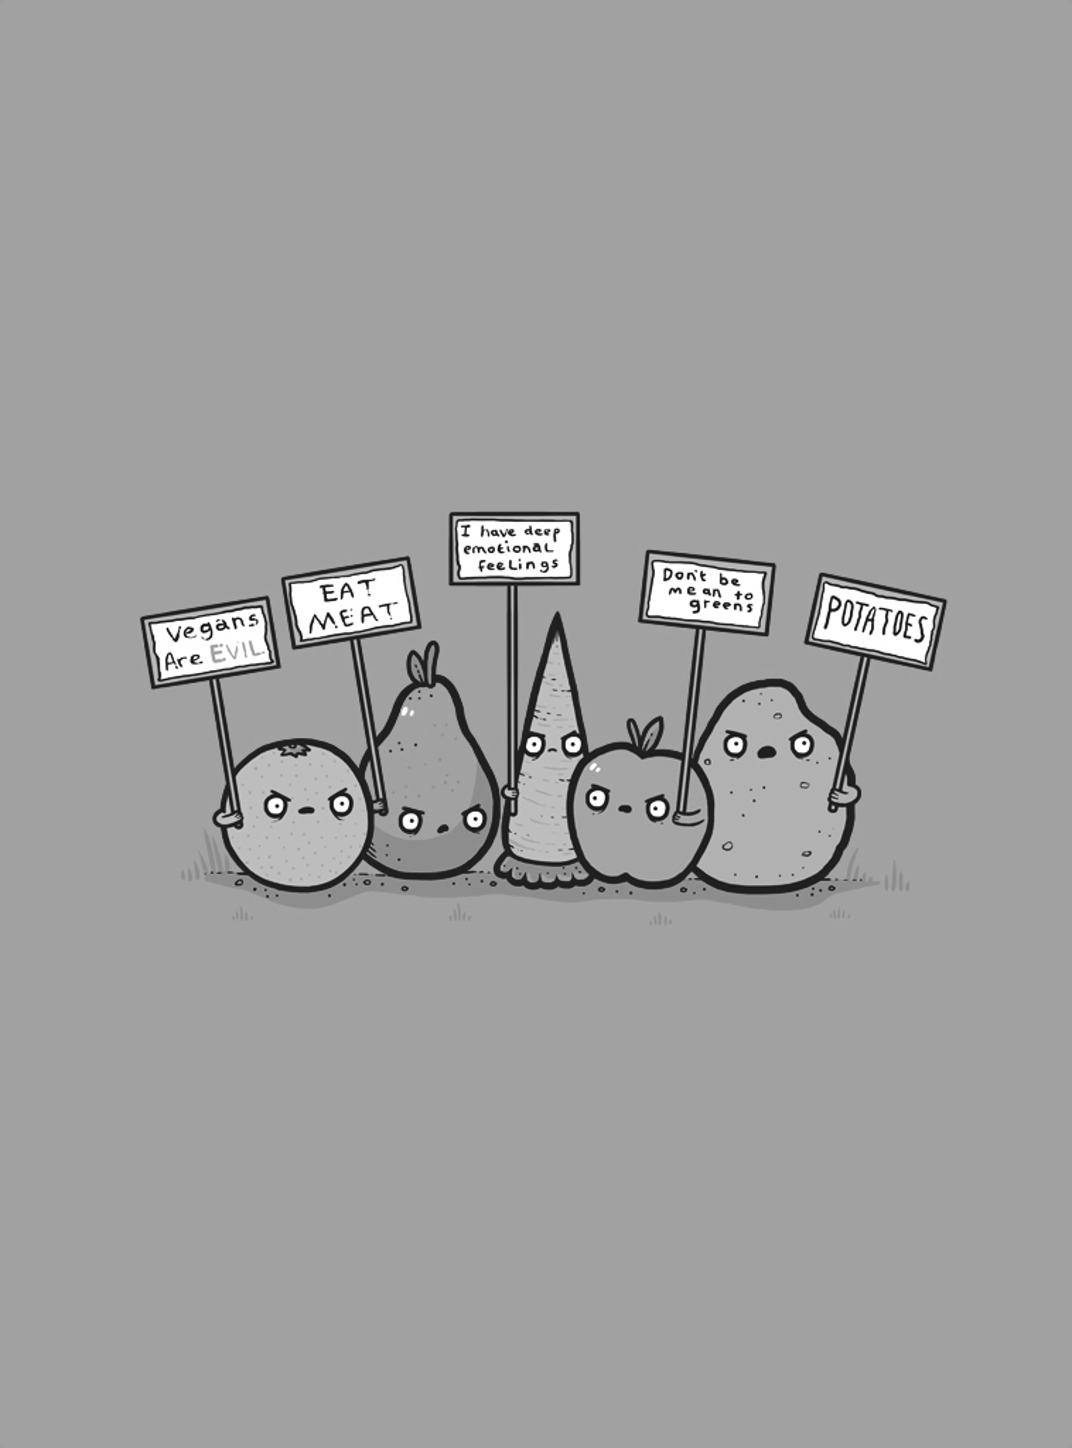 Vegans
Are EVIL
EAT
MEAT
I have deep
emotional
feelings
Don't be
mean to
greens
POTATOES